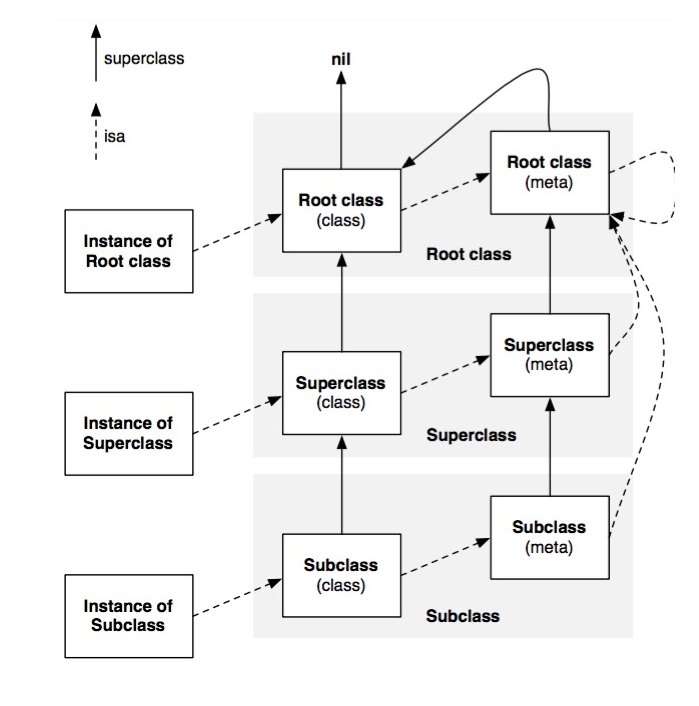 superclass
nil
isa
Root class
(meta)
Root class
(class)
Instance of
Root class
Root class
Superclass
(meta)
Superclass
(class)
Instance of
Superclass
Superclass
Subclass
(meta)
Subclass
(class)
Instance of
Subclass
Subclass